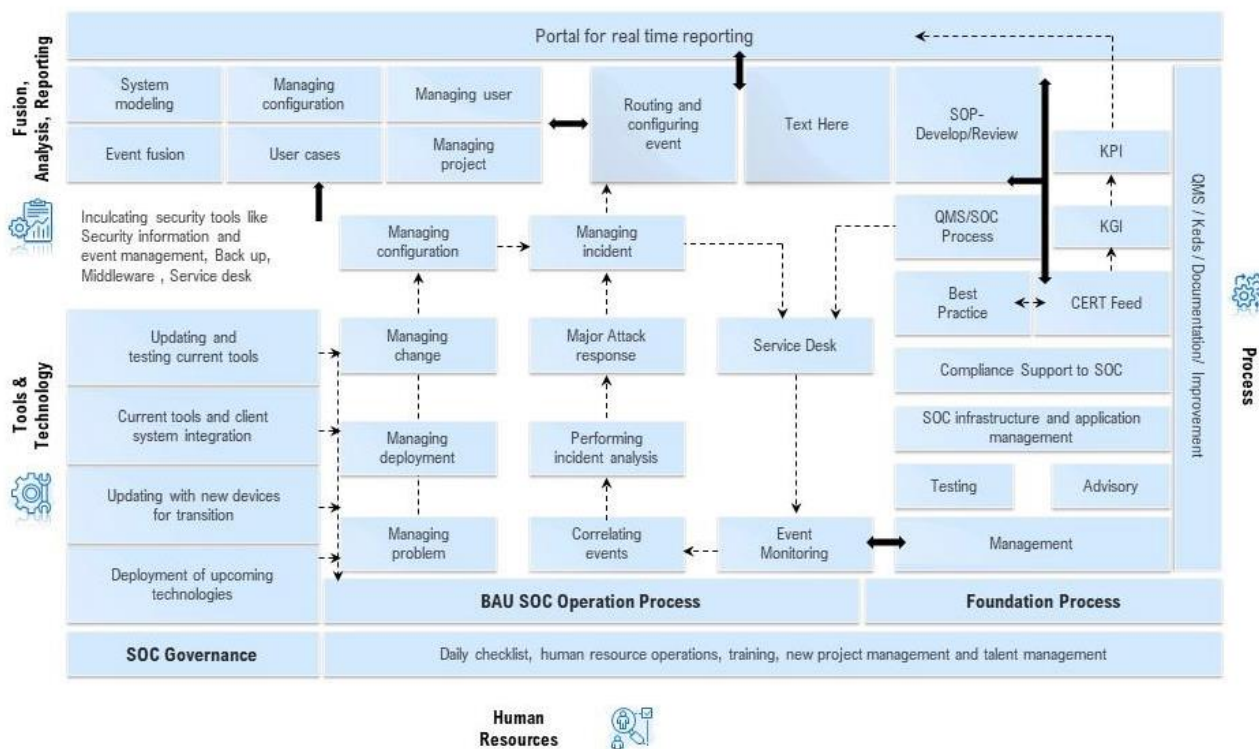 Portal for real time reporting
Fusion,
Analysis, Reporting
System
modeling
Managing
configuration
Managing user
Routing and
configuring
event
Text Here
SOP-
Develop/Review
Event fusion
User cases
Managing
project
KPI
QMS / Keds / Documentation/ Improvement
Inculcating security tools like
Security information and
event management, Back up,
Middleware , Service desk
Managing
configuration
Managing
incident
QMS/SOC
Process
KGI
Best
Practice
CERT Feed
Process
Tools &
Technology
Updating and
testing current tools
Managing
change
Major Attack
response
Service Desk
Compliance Support to SOC
Current tools and client
system integration
Managing
deployment
Performing
incident analysis
SOC infrastructure and application
management
Testing
Advisory
Updating with new devices
for transition
Managing
problem
Correlating
events
Event
Monitoring
Management
Deployment of upcoming
technologies
BAU SOC Operation Process
Foundation Process
SOC Governance
Daily checklist, human resource operations, training, new project management and talent management
Human
Resources